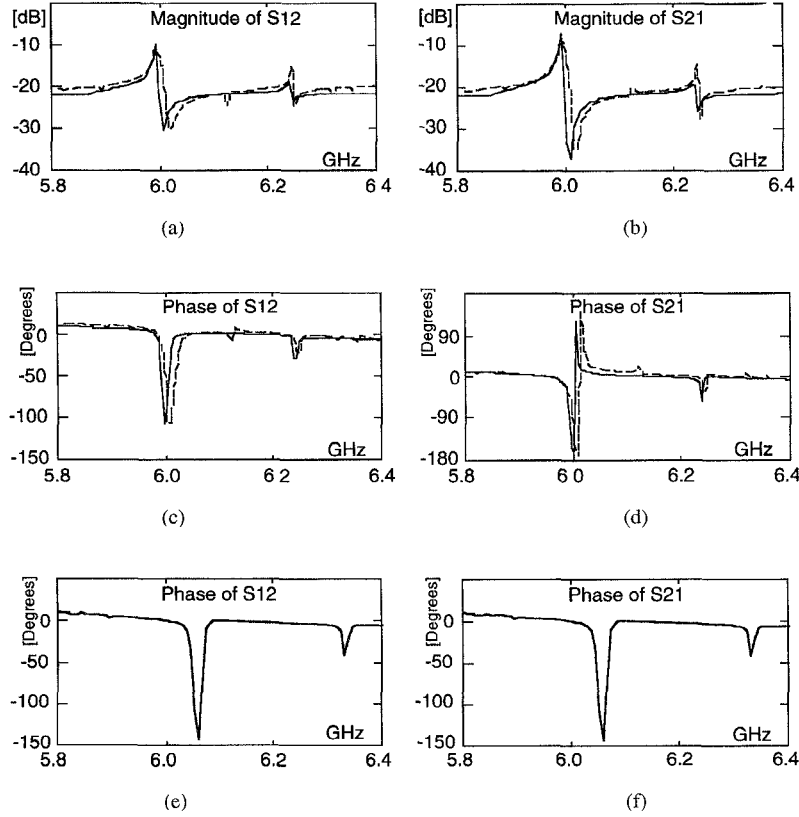 [dB] Magnitude of S12
-10
-20
-30
-40
GHz
5.8 6.0 6.2 6 4
(a)
[dB] Magnitude of S21
-10
-20
-30
-40
GHz
5.8 6.0 6.2 6.4
(b)
[Degrees]
Phase of S12
0
-50
-100
-150
GHz
5.8 6.0 6 2 6.4
(c)
[Degrees]
Phase of S21
90
0
-90
-180
GHz
5.8 6.0 6.2 6.4
(d)
[Degrees]
Phase of S12
0
-50
-100
-150
GHz
5.8 6.0 6.2 6.4
(e)
[Degrees]
Phase of S21
0
-50
-100
-150
GHz
5.8 6.0 6.2 6.4
(f)